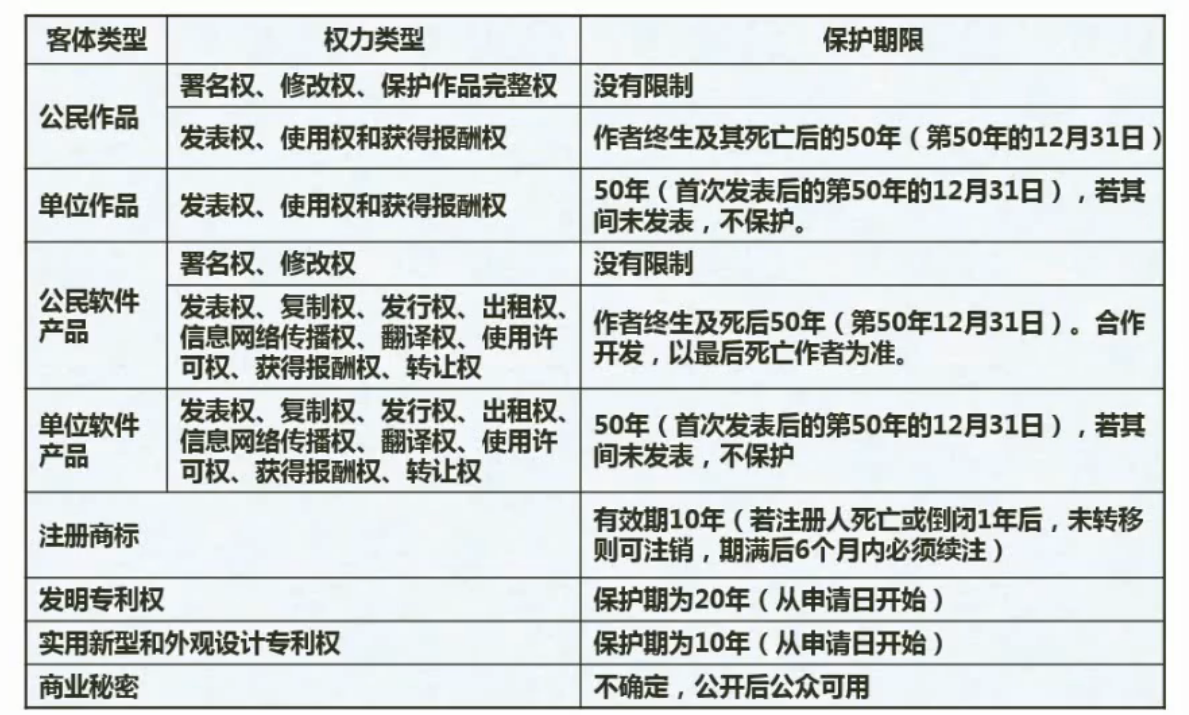 客体类型 权力类型 保护期限
公民作品
署名权、修改权、保护作品完整权
没有限制
发表权、使用权和获得报酬权
作者终生及其死亡后的50年（第50年的12月31日）
单位作品
发表权、使用权和获得报酬权
50年（首次发表后的第50年的12月31日），若其
间未发表，不保护。
公民软件
产品
署名权、修改权
没有限制
发表权、复制权、发行权、出租权、
信息网络传播权、翻译权、使用许
可权、获得报酬权、转让权
作者终生及死后50年（第50年12月31日）。合作
开发，以最后死亡作者为准。
单位软件
产品
发表权、复制权、发行权、出租权、
信息网络传播权、翻译权、使用许
可权、获得报酬权、转让权
50年（首次发表后的第50年的12月31日），若其
间未发表，不保护
注册商标
有效期10年（若注册人死亡或倒闭1年后，未转移
则可注销，期满后6个月内必须续注）
发明专利权
保护期为20年（从申请日开始）
实用新型和外观设计专利权
保护期为10年（从申请日开始）
商业秘密
不确定，公开后公众可用